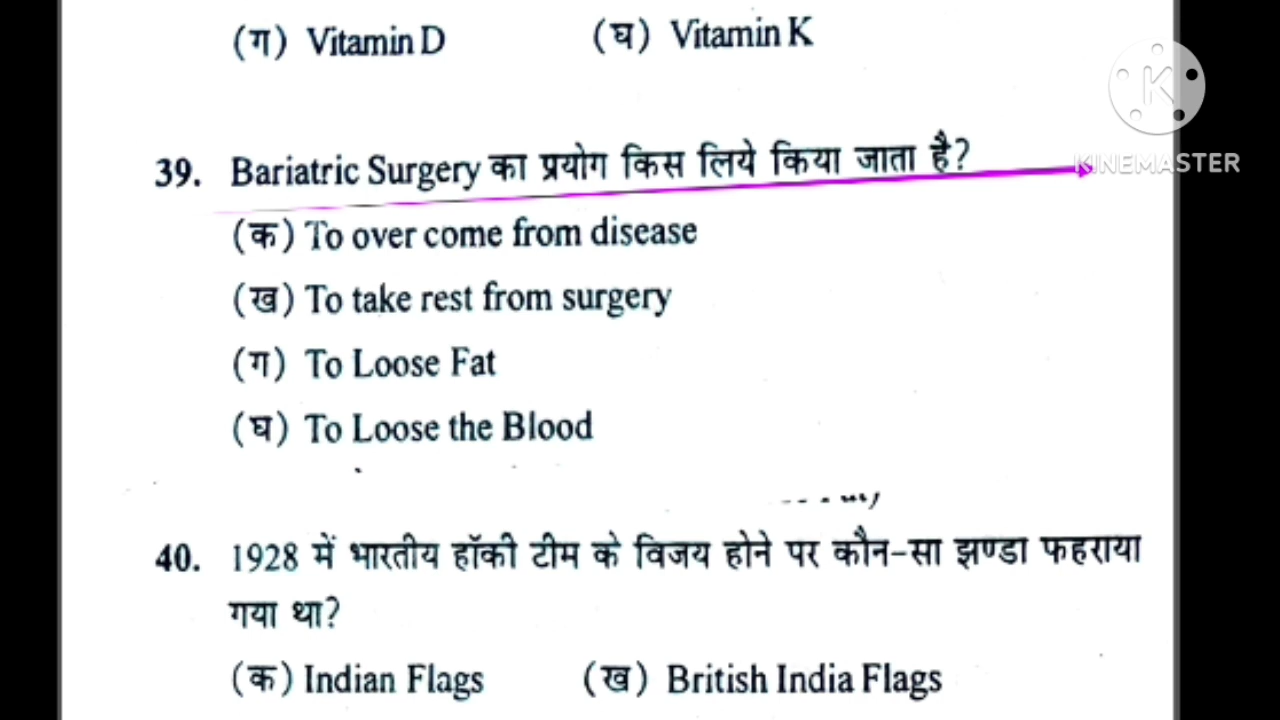 (ग) Vitamin D (घ) Vitamin K
K
KINEMASTER
39. Bariatric Surgery का प्रयोग किस लिये किया जाता है?
(क) To over come from disease
(ख) To take rest from surgery
(ग) To Loose Fat
(घ) To Loose the Blood
40. 1928 में भारतीय हॉकी टीम के विजय होने पर कौन-सा झण्डा फहराया
गया था?
(क) Indian Flags (ख) British India Flags